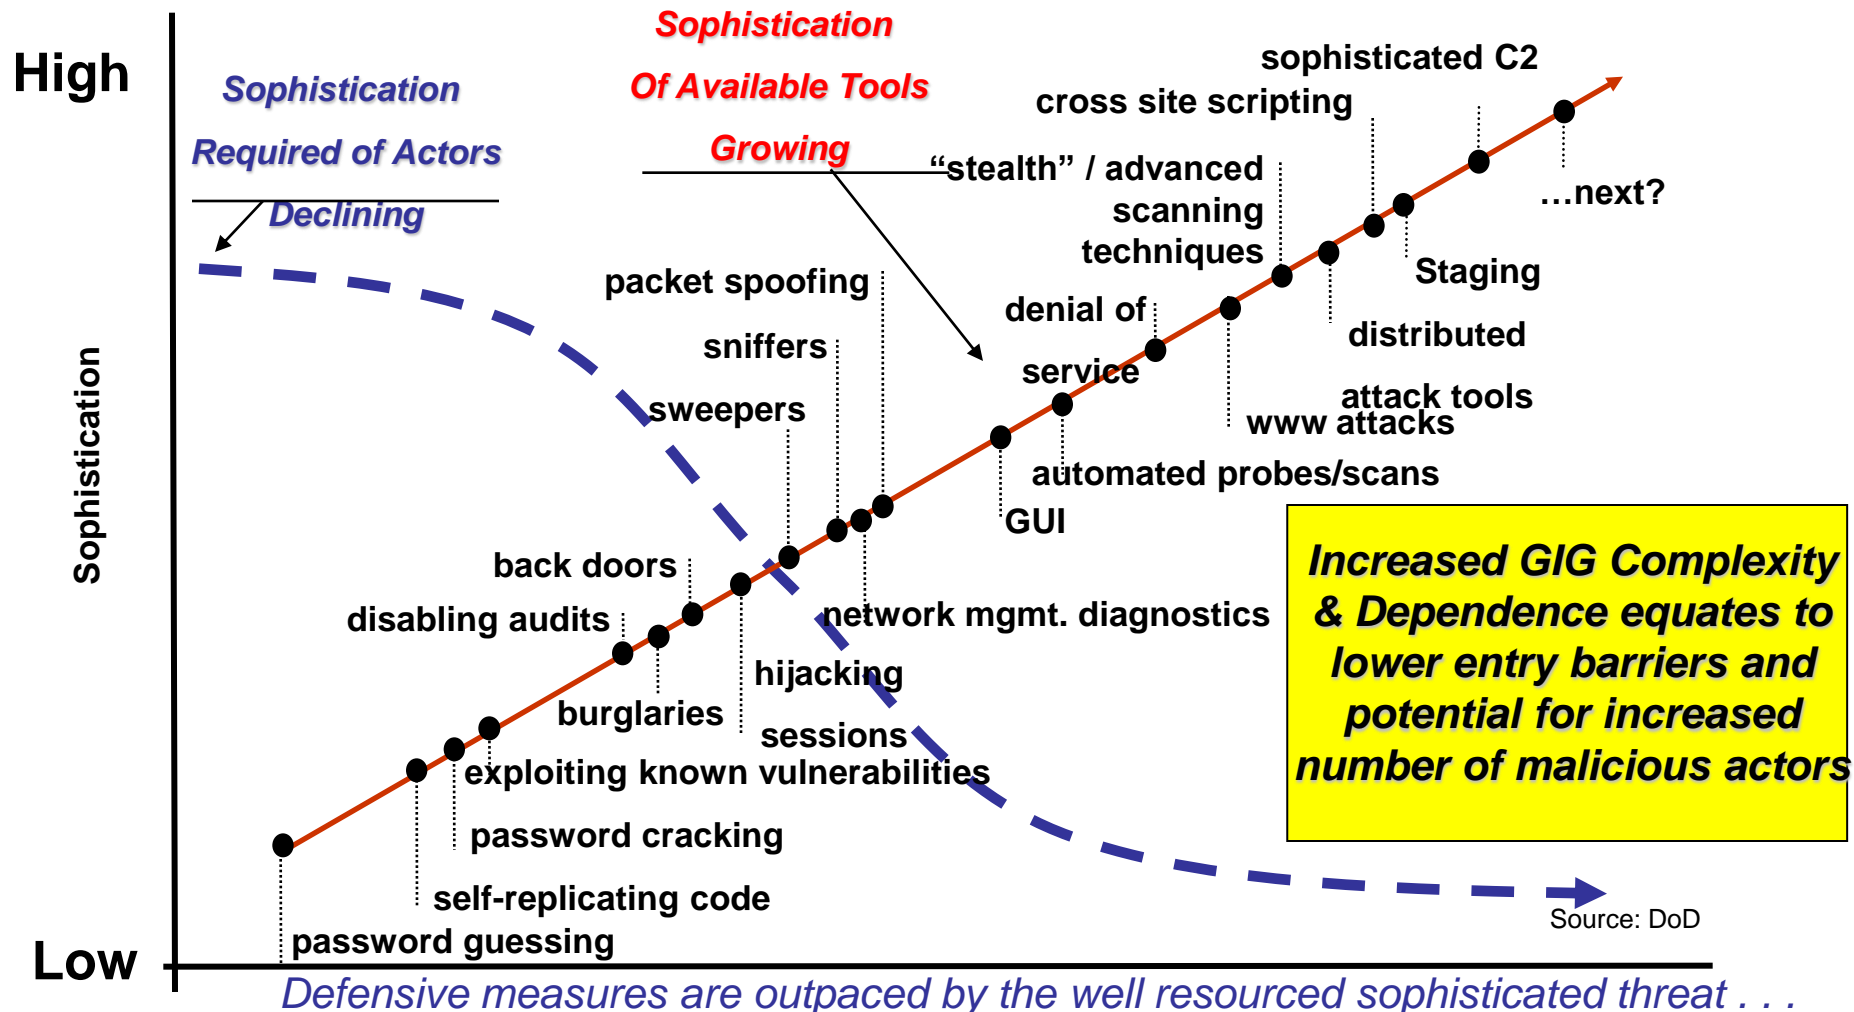 High
Sophistication
Required of Actors
Declining
Sophistication
Of Available Tools
Growing
sophisticated C2
cross site scripting
“stealth” / advanced
scanning
techniques
…next?
Staging
packet spoofing
denial of
service
distributed
attack tools
sniffers
sweepers
www attacks
automated probes/scans
GUI
Sophistication
back doors
disabling audits
network mgmt. diagnostics
hijacking
sessions
burglaries
exploiting known vulnerabilities
password cracking
self-replicating code
password guessing
Increased GIG Complexity
& Dependence equates to
lower entry barriers and
potential for increased
number of malicious actors
Source: DoD
Low
Defensive measures are outpaced by the well resourced sophisticated threat . . .